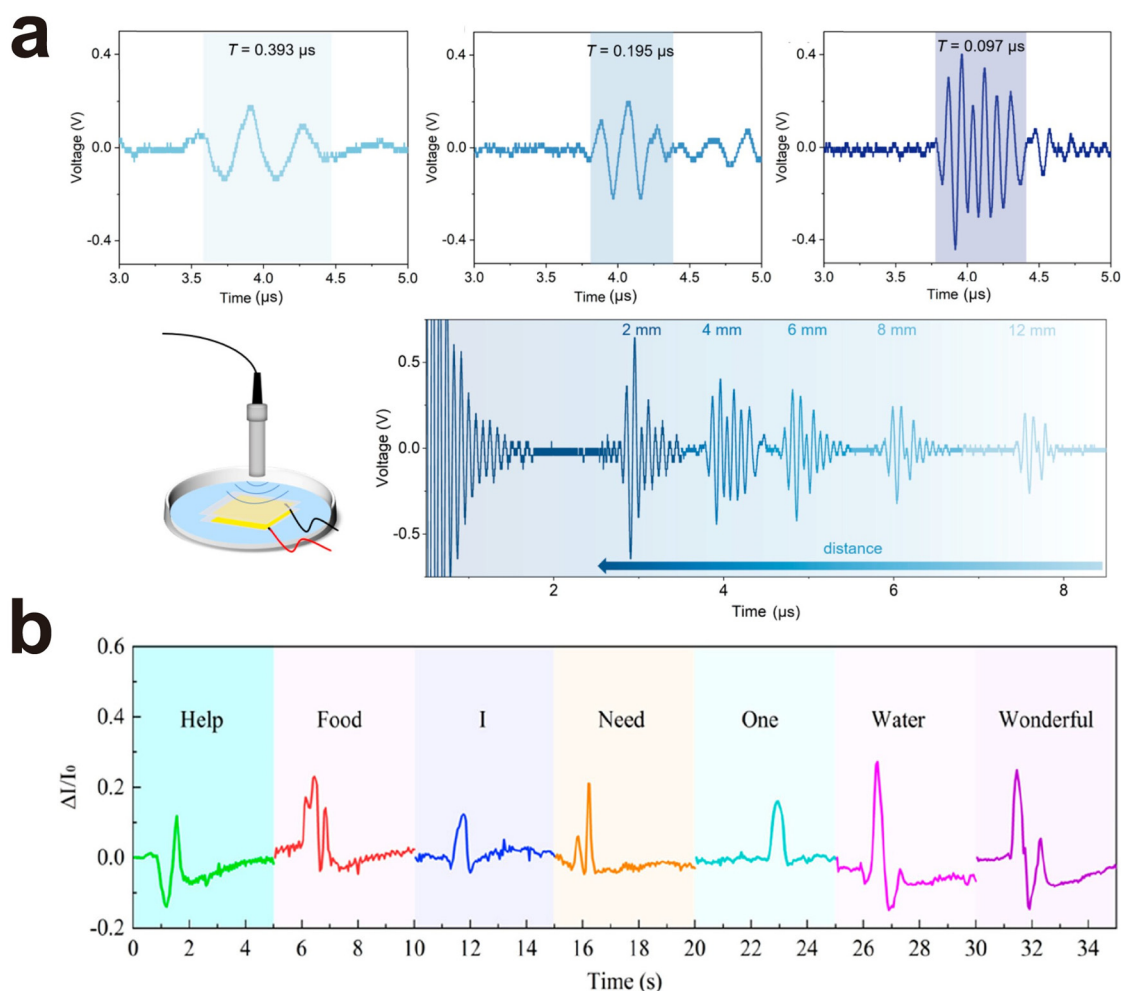 a
T = 0.393 µs
T = 0.195 µs
T = 0.097 µs
Voltage (V)
0.4
0.0
-0.4
3.0 3.5 4.0 4.5 5.0
Time (µs)
Voltage (V)
0.4
0.0
-0.4
3.0 3.5 4.0 4.5 5.0
Time (µs)
Voltage (V)
0.4
0.0
-0.4
3.0 3.5 4.0 4.5 5.0
Time (µs)
2 mm 4 mm 6 mm 8 mm 12 mm
Voltage (V)
0.5
0.0
-0.5
distance
2 4 6 8
Time (µs)
b
ΔI/I₀
0.6
0.4
0.2
0.0
-0.2
Help Food I Need One Water Wonderful
0 2 4 6 8 10 12 14 16 18 20 22 24 26 28 30 32 34
Time (s)